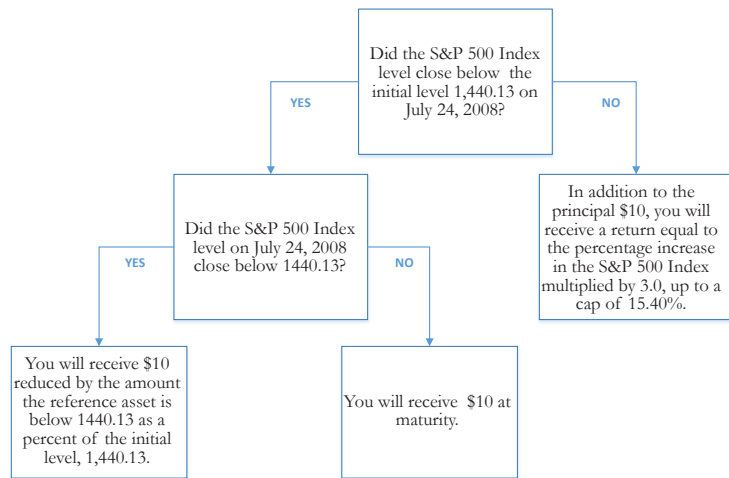 Did the S&P 500 Index
level close below the
initial level 1,440.13 on
July 24, 2008?
YES
NO
Did the S&P 500 Index
level on July 24, 2008
close below 1440.13?
In addition to the
principal $10, you will
receive a return equal to
the percentage increase
in the S&P 500 Index
multiplied by 3.0, up to a
cap of 15.40%.
YES
NO
You will receive $10
reduced by the amount
the reference asset is
below 1440.13 as a
percent of the initial
level, 1,440.13.
You will receive $10 at
maturity.